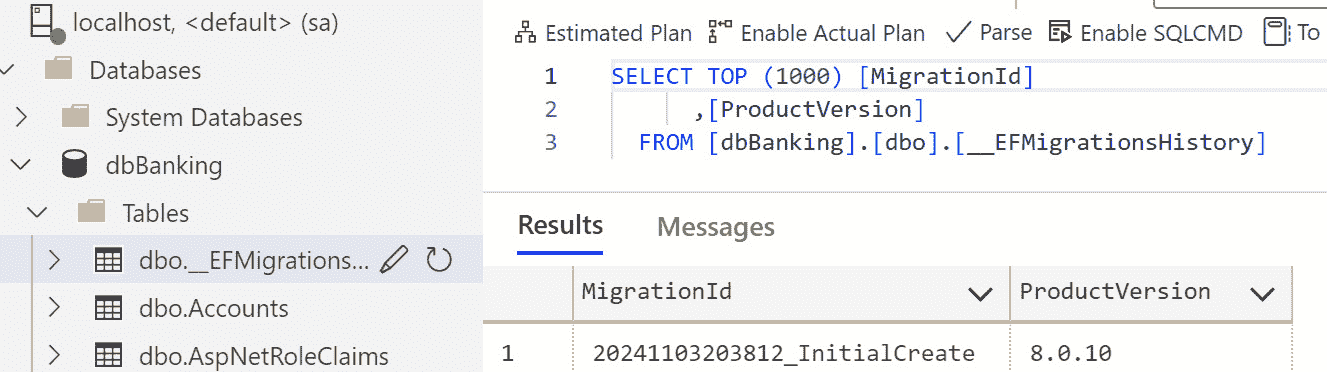 localhost, <default> (sa)
Databases
System Databases
dbBanking
Tables
dbo.__EFMigrations...
dbo.Accounts
dbo.AspNetRoleClaims
Estimated Plan Enable Actual Plan Parse Enable SQLCMD To
1 SELECT TOP (1000) [MigrationId]
2 ,[ProductVersion]
3 FROM [dbBanking].[dbo].[__EFMigrationsHistory]
Results Messages
MigrationId ProductVersion
1 20241103203812_InitialCreate 8.0.10